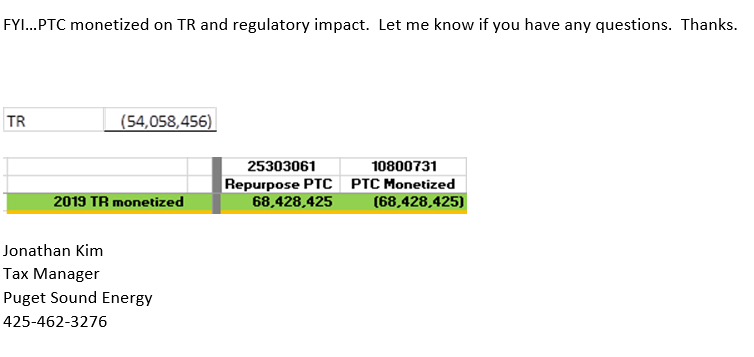 FYI...PTC monetized on TR and regulatory impact.  Let me know if you have any questions.  Thanks.
TR (54,058,456)
25303061 10800731
Repurpose PTC PTC Monetized
2019 TR monetized 68,428,425 (68,428,425)
Jonathan Kim
Tax Manager
Puget Sound Energy
425-462-3276